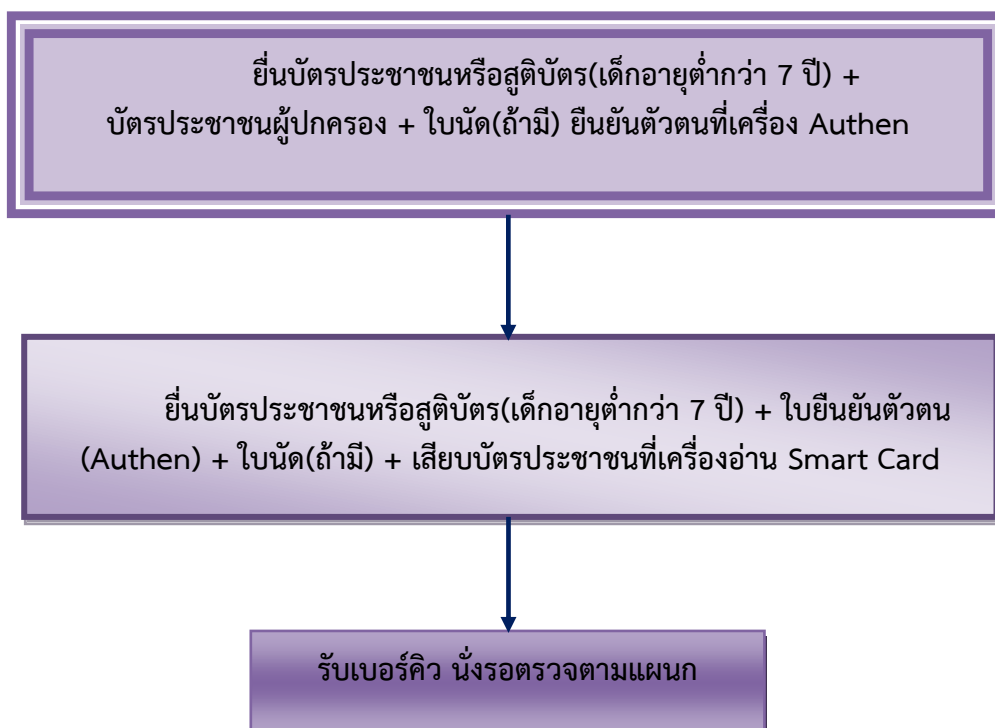 ยื่นบัตรประชาชนหรือสูติบัตร(เด็กอายุต่ำกว่า 7 ปี) +
บัตรประชาชนผู้ปกครอง + ใบนัด(ถ้ามี) ยืนยันตัวตนที่เครื่อง Authen
ยื่นบัตรประชาชนหรือสูติบัตร(เด็กอายุต่ำกว่า 7 ปี) + ใบยืนยันตัวตน
(Authen) + ใบนัด(ถ้ามี) + เสียบบัตรประชาชนที่เครื่องอ่าน Smart Card
รับเบอร์คิว นั่งรอตรวจตามแผนก